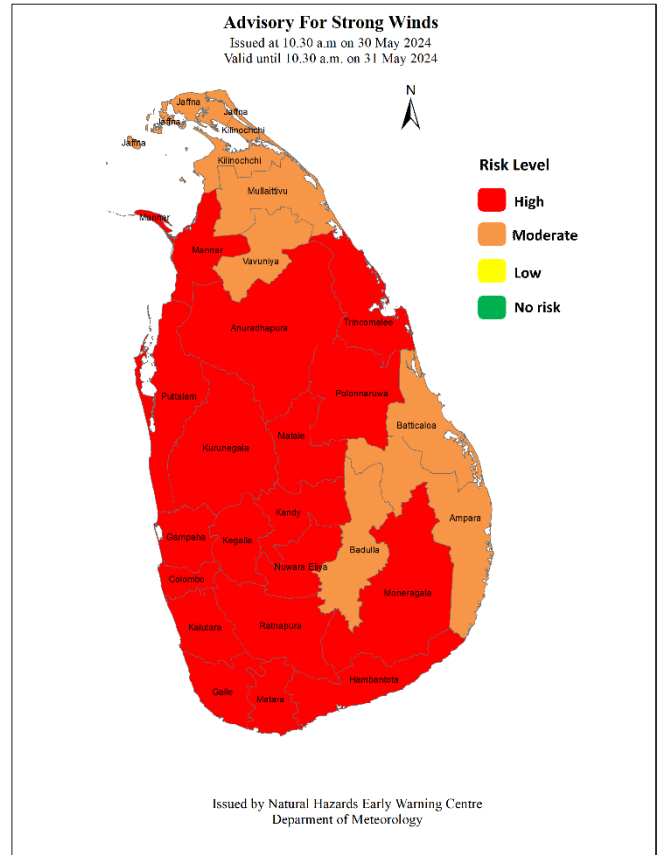 Advisory For Strong Winds
Issued at 10.30 a.m on 30 May 2024
Valid until 10.30 a.m. on 31 May 2024
N
Jaffna
Jaffna
Jaffna
Jaffna
Kilinochchi
Kilinochchi
Mullaittivu
Risk Level
High
Moderate
Low
No risk
Mannar
Mannar
Vavuniya
Anuradhapura
Trincomalee
Puttalam
Polonnaruwa
Batticaloa
Kurunegala
Matale
Kandy
Ampara
Gampaha
Kegalle
Badulla
Nuwara Eliya
Colombo
Moneragala
Kalutara
Ratnapura
Hambantota
Galle
Matara
Issued by Natural Hazards Early Warning Centre
Deparment of Meteorology